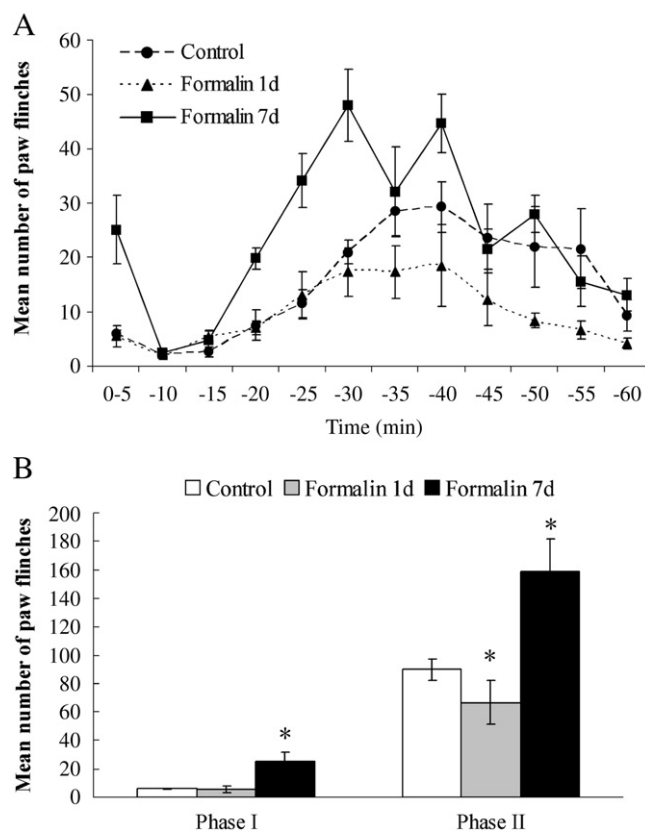 A
Mean number of paw flinches
60
50
40
30
20
10
0
Control
Formalin 1d
Formalin 7d
0-5 -10 -15 -20 -25 -30 -35 -40 -45 -50 -55 -60
Time (min)
B
Control Formalin 1d Formalin 7d
Mean number of paw flinches
200
180
160
140
120
100
80
60
40
20
0
*
*
*
Phase I Phase II